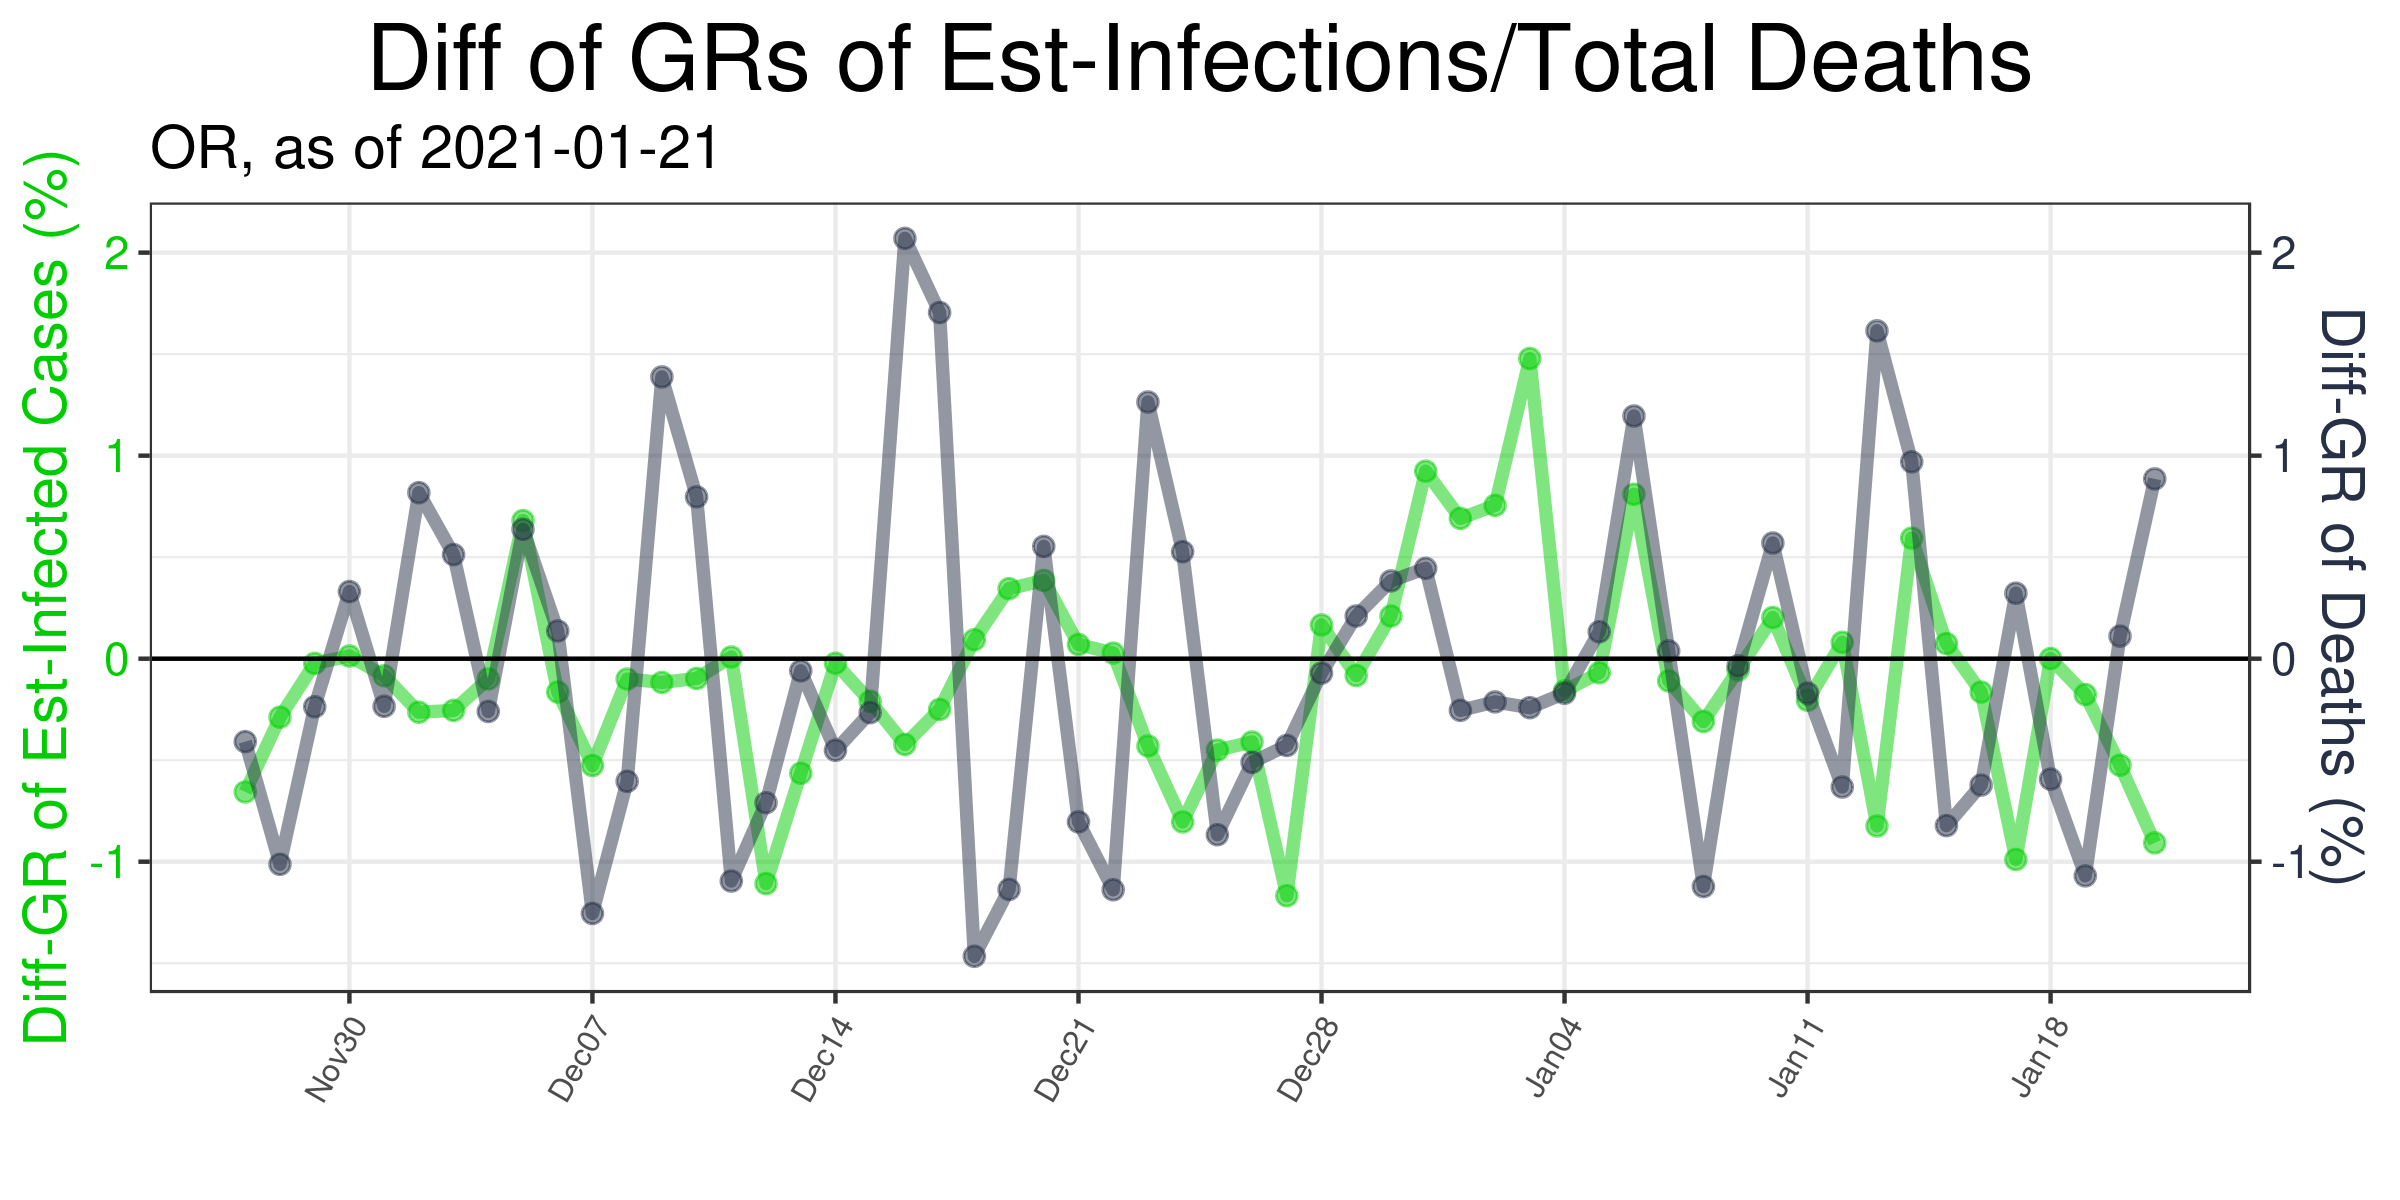 Diff of GRs of Est-Infections/Total Deaths
OR, as of 2021-01-21
Diff-GR of Est-Infected Cases (%)
2
1
0
-1
2
1
0
-1
Diff-GR of Deaths (%)
Nov30
Dec07
Dec14
Dec21
Dec28
Jan04
Jan11
Jan18